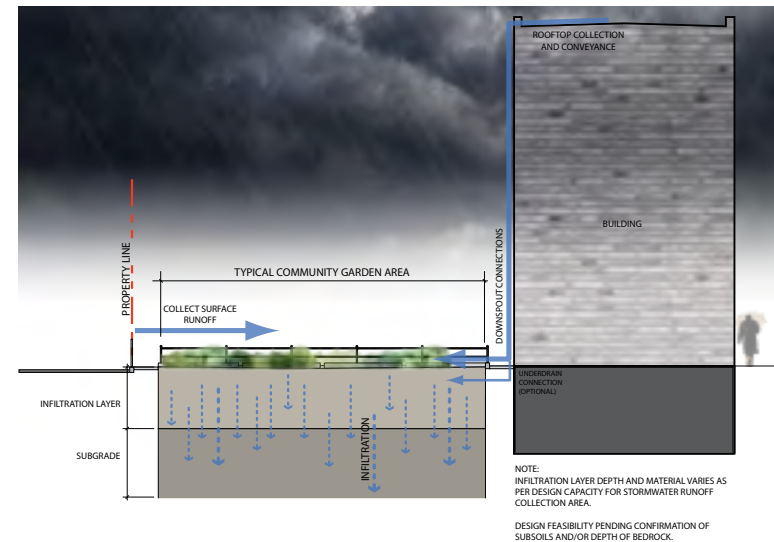 ROOFTOP COLLECTION
AND CONVEYANCE
BUILDING
PROPERTY LINE
DOWNSPOUT CONNECTIONS
TYPICAL COMMUNITY GARDEN AREA
COLLECT SURFACE
RUNOFF
UNDERDRAIN
CONNECTION
(OPTIONAL)
INFILTRATION LAYER
SUBGRADE
INFILTRATION
NOTE:
INFILTRATION LAYER DEPTH AND MATERIAL VARIES AS
PER DESIGN CAPACITY FOR STORMWATER RUNOFF
COLLECTION AREA.
DESIGN FEASIBILITY PENDING CONFIRMATION OF
SUBSOILS AND/OR DEPTH OF BEDROCK.